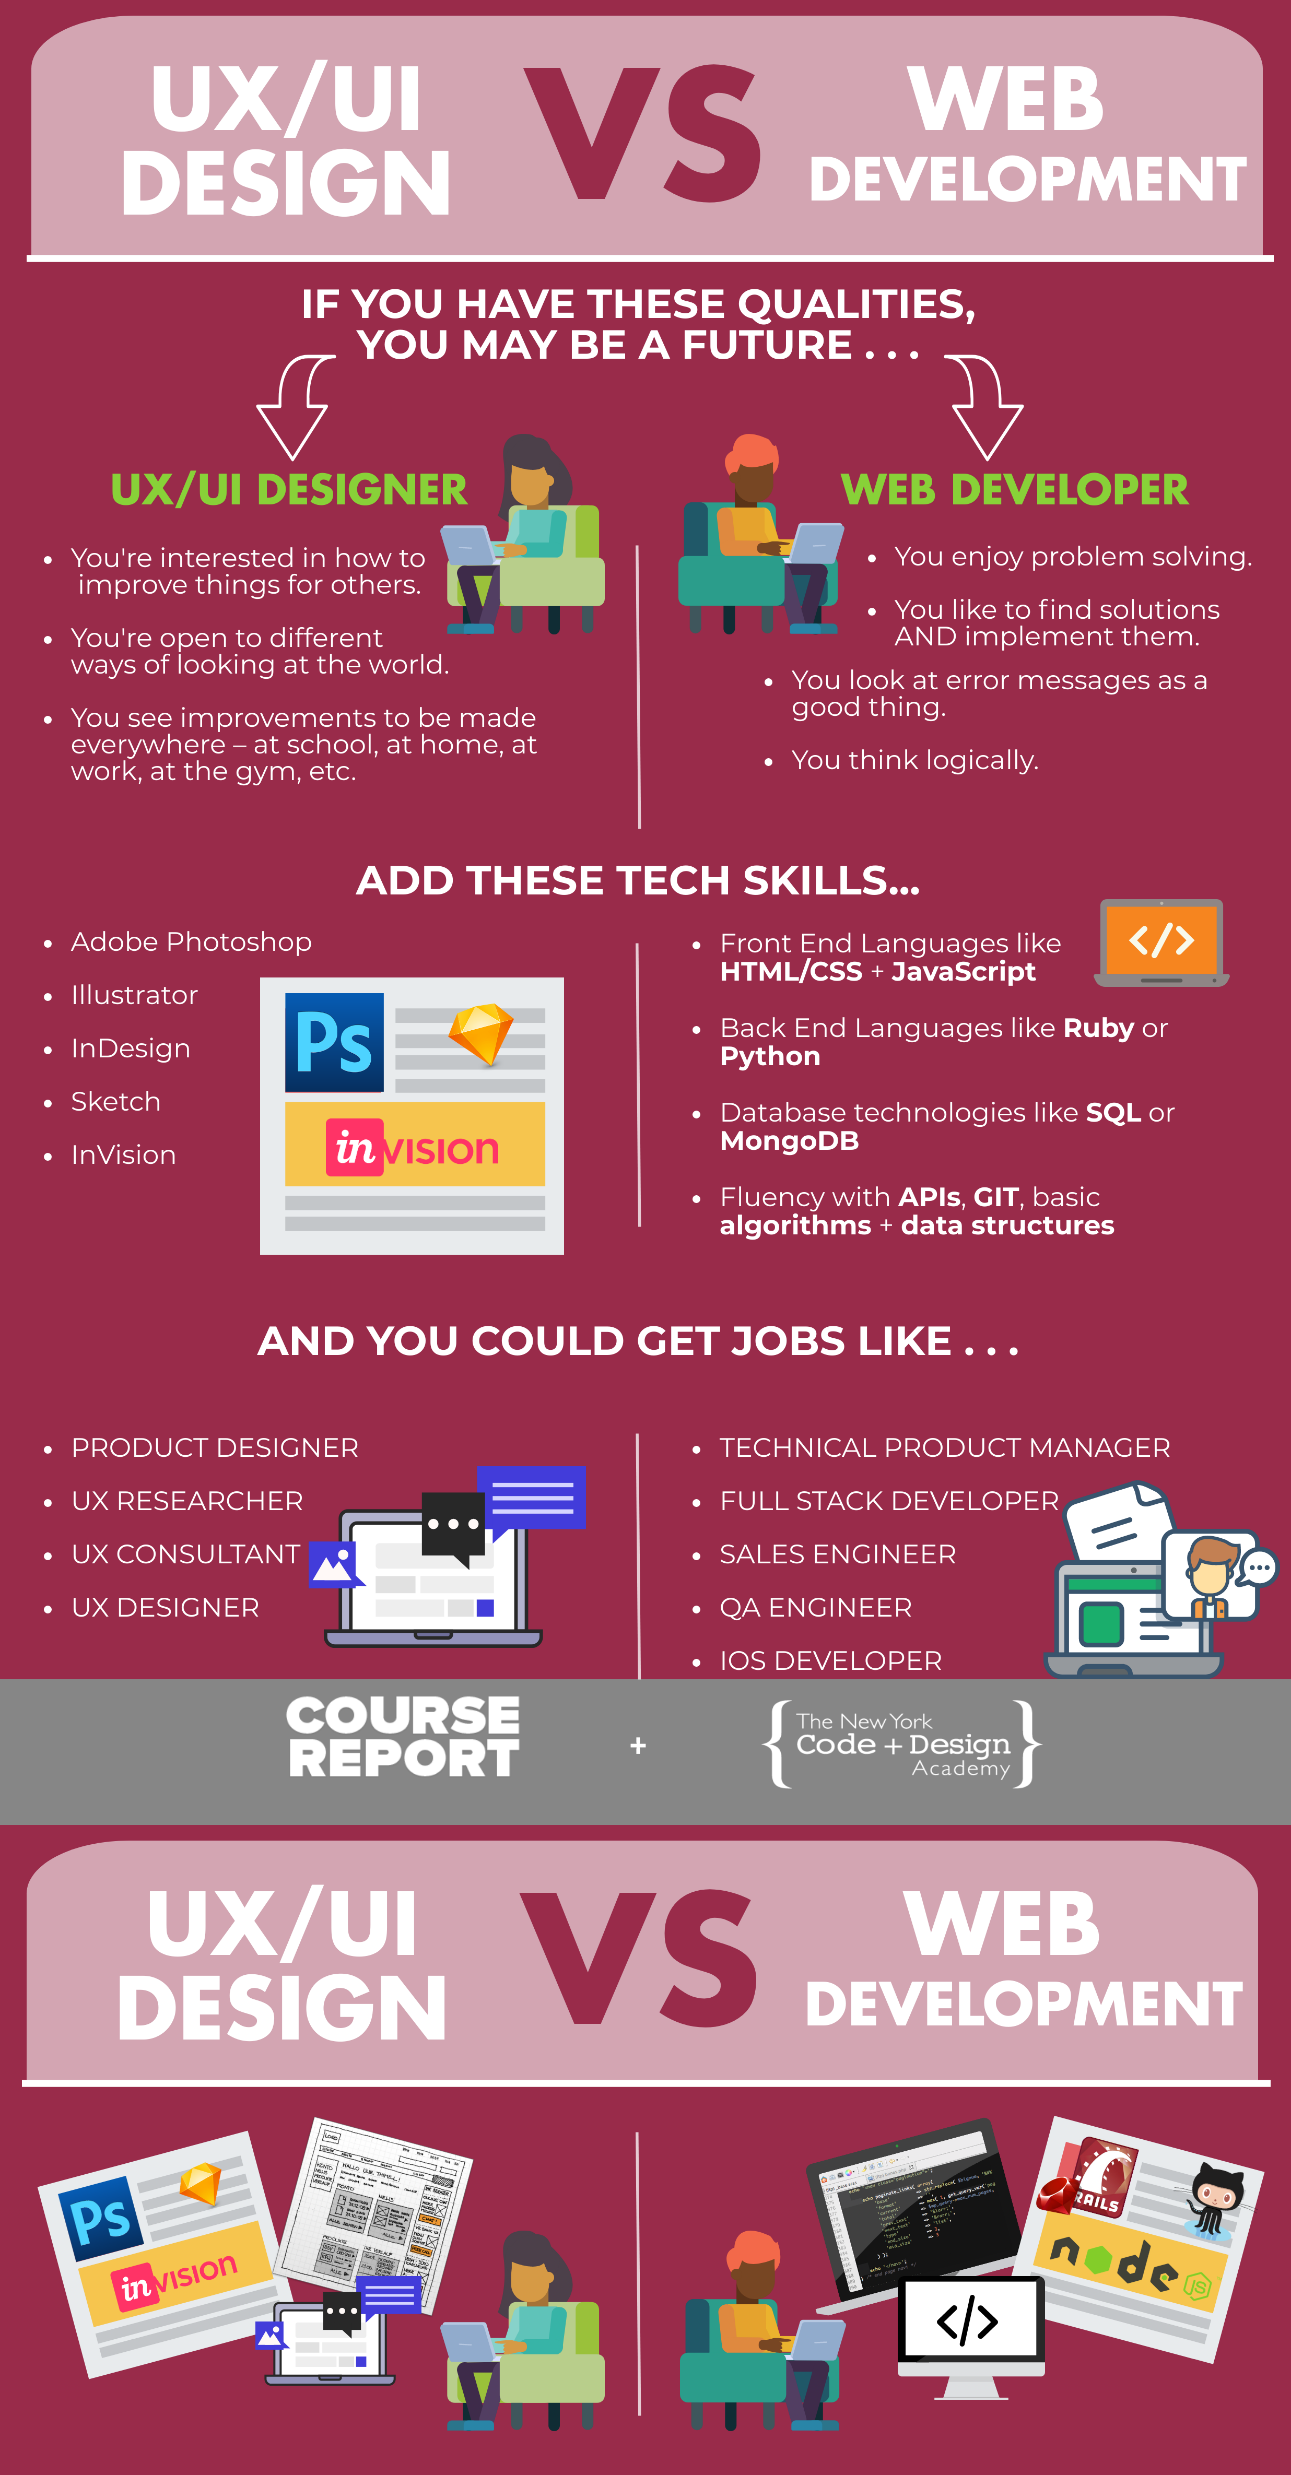 UX/UI
DESIGN
VS
WEB
DEVELOPMENT
IF YOU HAVE THESE QUALITIES,
YOU MAY BE A FUTURE . . .
UX/UI DESIGNER
• You're interested in how to
improve things for others.
• You're open to different
ways of looking at the world.
• You see improvements to be made
everywhere – at school, at home, at
work, at the gym, etc.
WEB DEVELOPER
• You enjoy problem solving.
• You like to find solutions
AND implement them.
• You look at error messages as a
good thing.
• You think logically.
ADD THESE TECH SKILLS...
• Adobe Photoshop
• Illustrator
• InDesign
• Sketch
• InVision
Ps
inVISION
• Front End Languages like
HTML/CSS + JavaScript
• Back End Languages like Ruby or
Python
• Database technologies like SQL or
MongoDB
• Fluency with APIs, GIT, basic
algorithms + data structures
</>
AND YOU COULD GET JOBS LIKE . . .
• PRODUCT DESIGNER
• UX RESEARCHER
• UX CONSULTANT
• UX DESIGNER
• TECHNICAL PRODUCT MANAGER
• FULL STACK DEVELOPER
• SALES ENGINEER
• QA ENGINEER
• IOS DEVELOPER
COURSE
REPORT
+
{ The New York
Code + Design
Academy }
UX/UI
DESIGN
VS
WEB
DEVELOPMENT
Ps
inVISION
RAILS
node
JS
</>